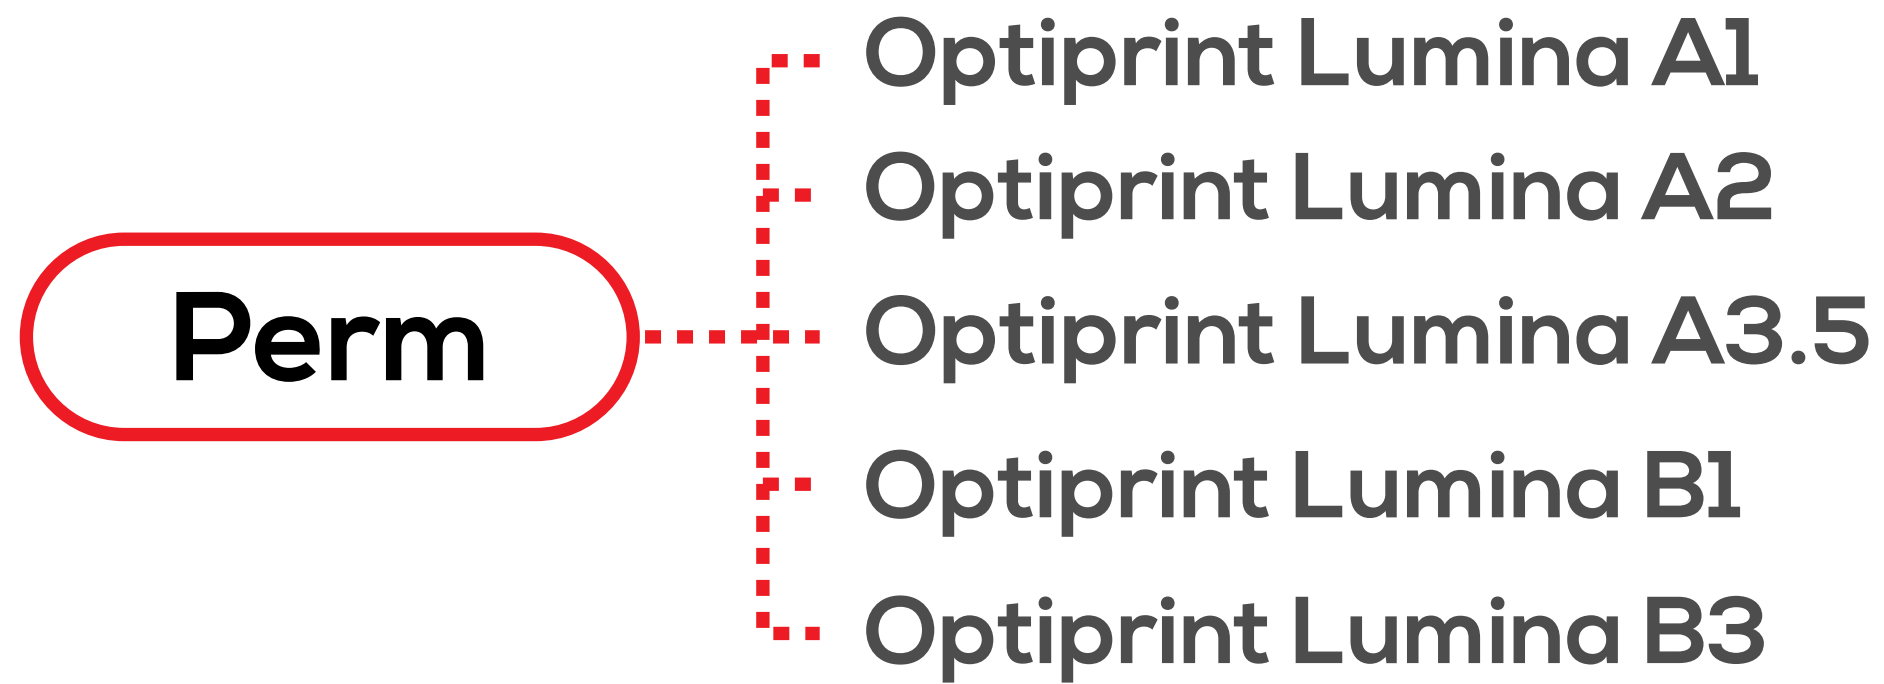 Perm
Optiprint Lumina A1
Optiprint Lumina A2
Optiprint Lumina A3.5
Optiprint Lumina B1
Optiprint Lumina B3